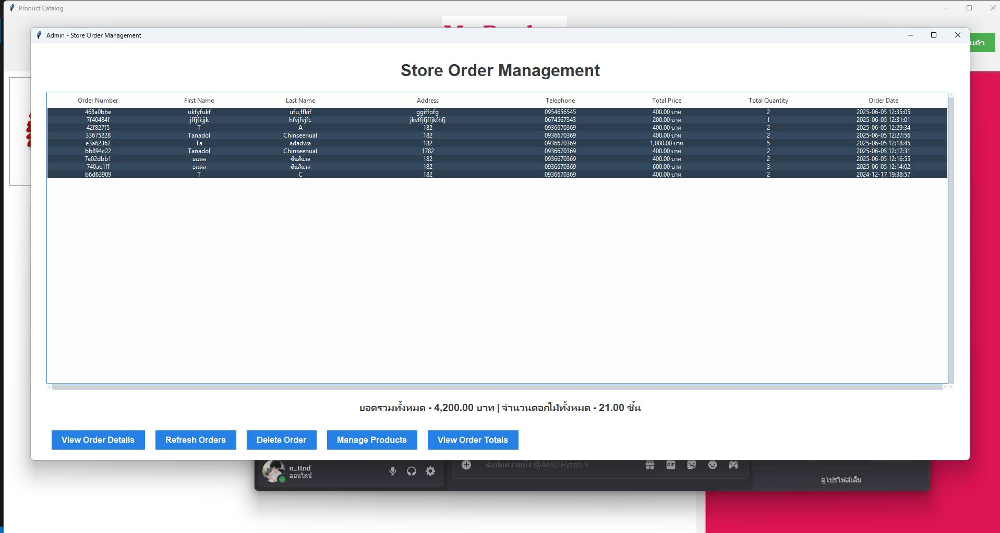 Product Catalog
Admin - Store Order Management
นค้า
Store Order Management
Order Number First Name Last Name Address Telephone Total Price Total Quantity Order Date
468a0bbe ukfyfukf ufu,ffkif ggiffofg 0954656545 400.00 บาท 2 2025-06-05 12:35:05
7f40484f jffjfkjjk hfvjfvjfc jkvffjfjffjkfhfj 0674567343 200.00 บาท 1 2025-06-05 12:31:01
42f827f5 T A 182 0936670369 400.00 บาท 2 2025-06-05 12:29:34
33675228 Tanadol Chinseenual 182 0936670369 400.00 บาท 2 2025-06-05 12:27:56
e3a62362 Ta adadwa 182 0936670369 1,000.00 บาท 5 2025-06-05 12:18:45
bb894c22 Tanadol Chinseenual 1782 0936670369 400.00 บาท 2 2025-06-05 12:17:31
7e02dbb1 ธนดล ชินสีนวล 182 0936670369 400.00 บาท 2 2025-06-05 12:16:55
740ae1ff ธนดล ชินสีนวล 182 0936670369 600.00 บาท 3 2025-06-05 12:14:02
b6d63909 T C 182 0936670369 400.00 บาท 2 2024-12-17 19:38:57
ยอดรวมทั้งหมด - 4,200.00 บาท | จำนวนดอกไม้ทั้งหมด - 21.00 ชิ้น
View Order Details Refresh Orders Delete Order Manage Products View Order Totals
n_ttnd
ออนไลน์
ส่งข้อความถึง @AMD Ryzen 9
GIF
ดูโปรไฟล์เต็ม